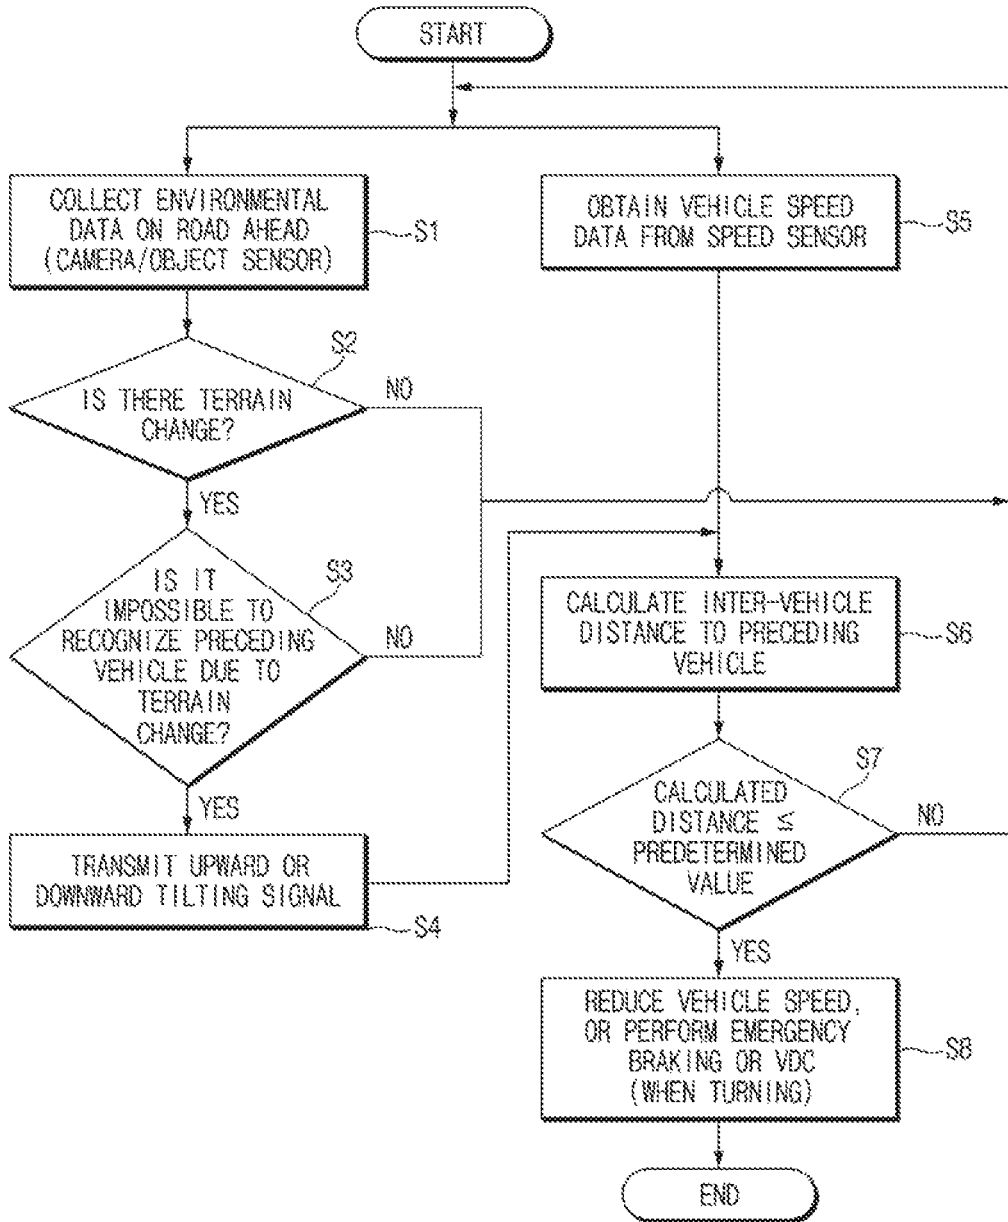 START
COLLECT ENVIRONMENTAL
DATA ON ROAD AHEAD
(CAMERA/OBJECT SENSOR)
S1
OBTAIN VEHICLE SPEED
DATA FROM SPEED SENSOR
S5
S2
IS THERE TERRAIN
CHANGE?
NO
YES
S3
IS IT
IMPOSSIBLE TO
RECOGNIZE PRECEDING
VEHICLE DUE TO
TERRAIN
CHANGE?
NO
YES
TRANSMIT UPWARD OR
DOWNWARD TILTING SIGNAL
S4
CALCULATE INTER-VEHICLE
DISTANCE TO PRECEDING
VEHICLE
S6
S7
CALCULATED
DISTANCE ≤
PREDETERMINED
VALUE
NO
YES
REDUCE VEHICLE SPEED,
OR PERFORM EMERGENCY
BRAKING OR VDC
(WHEN TURNING)
S8
END